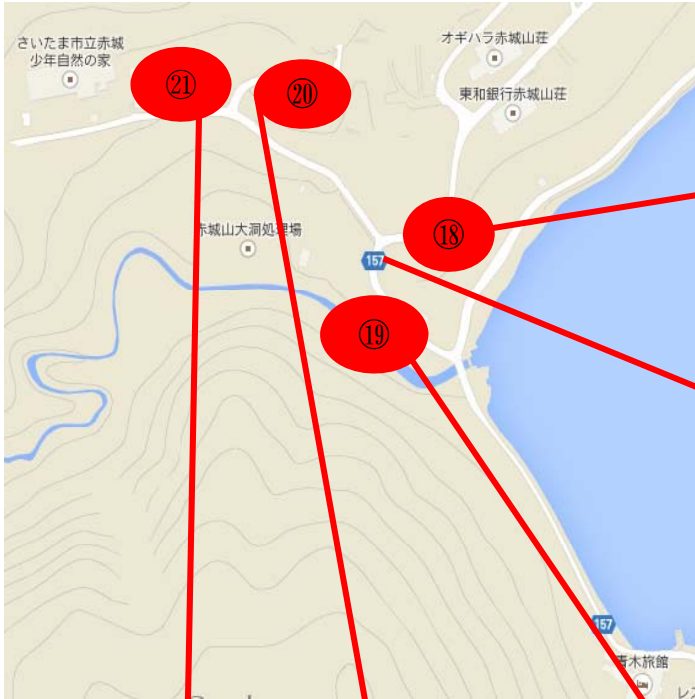 さいたま市立赤城
少年自然の家
㉑
⑳
オギハラ赤城山荘
東和銀行赤城山荘
赤城山大洞処理場
⑱
157
⑲
157
青木旅館